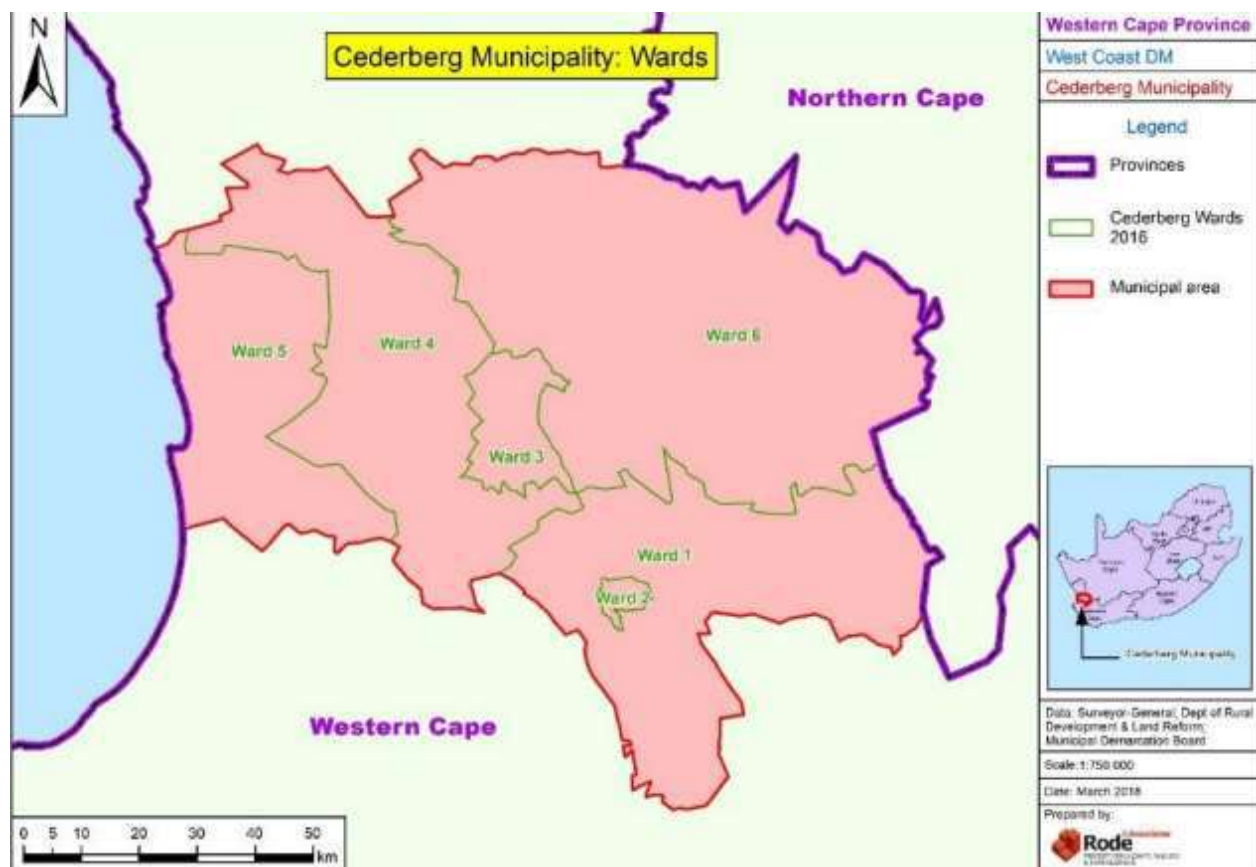 N
Cederberg Municipality: Wards
Northern Cape
Ward 5
Ward 4
Ward 6
Ward 3
Ward 1
Ward 2
Western Cape
0 5 10 20 30 40 50
km
Western Cape Province
West Coast DM
Cederberg Municipality
Legend
Provinces
Cederberg Wards
2016
Municipal area
Cederberg Municipality
Data: Surveyor-General; Dept of Rural
Development & Land Reform;
Municipal Demarcation Board
Scale:1:750 000
Date: March 2018
Prepared by:
Rode